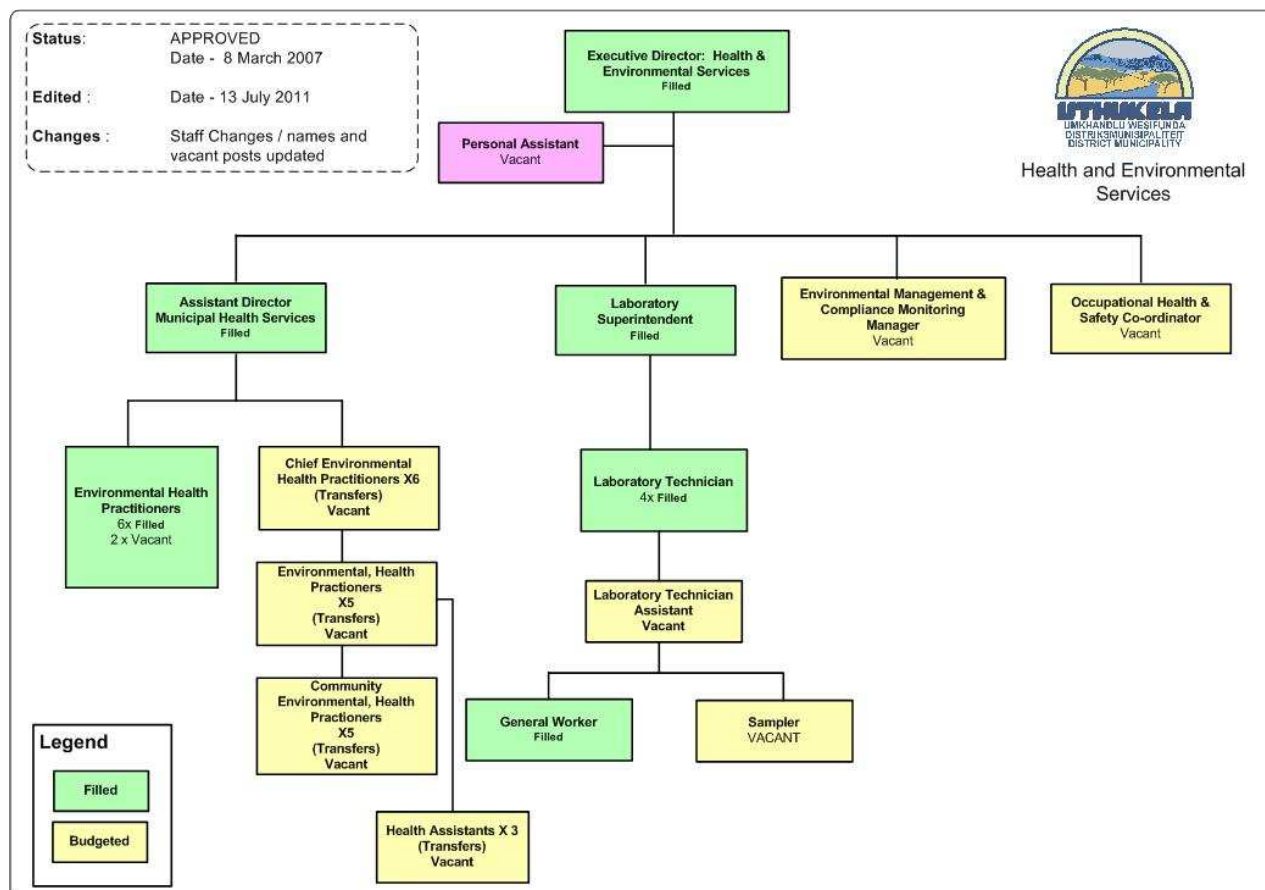 Status: APPROVED
Date - 8 March 2007
Edited : Date - 13 July 2011
Changes : Staff Changes / names and
vacant posts updated
Executive Director: Health &
Environmental Services
Filled
UTHUKELA
UMKHANDLU WESIFUNDA
DISTRIKSMUNISIPALITEIT
DISTRICT MUNICIPALITY
Health and Environmental
Services
Personal Assistant
Vacant
Assistant Director
Municipal Health Services
Filled
Laboratory
Superintendent
Filled
Environmental Management &
Compliance Monitoring
Manager
Vacant
Occupational Health &
Safety Co-ordinator
Vacant
Environmental Health
Practitioners
6x Filled
2 x Vacant
Chief Environmental
Health Practitioners X6
(Transfers)
Vacant
Laboratory Technician
4x Filled
Environmental, Health
Practioners
X5
(Transfers)
Vacant
Laboratory Technician
Assistant
Vacant
Community
Environmental, Health
Practioners
X5
(Transfers)
Vacant
General Worker
Filled
Sampler
VACANT
Health Assistants X 3
(Transfers)
Vacant
Legend
Filled
Budgeted